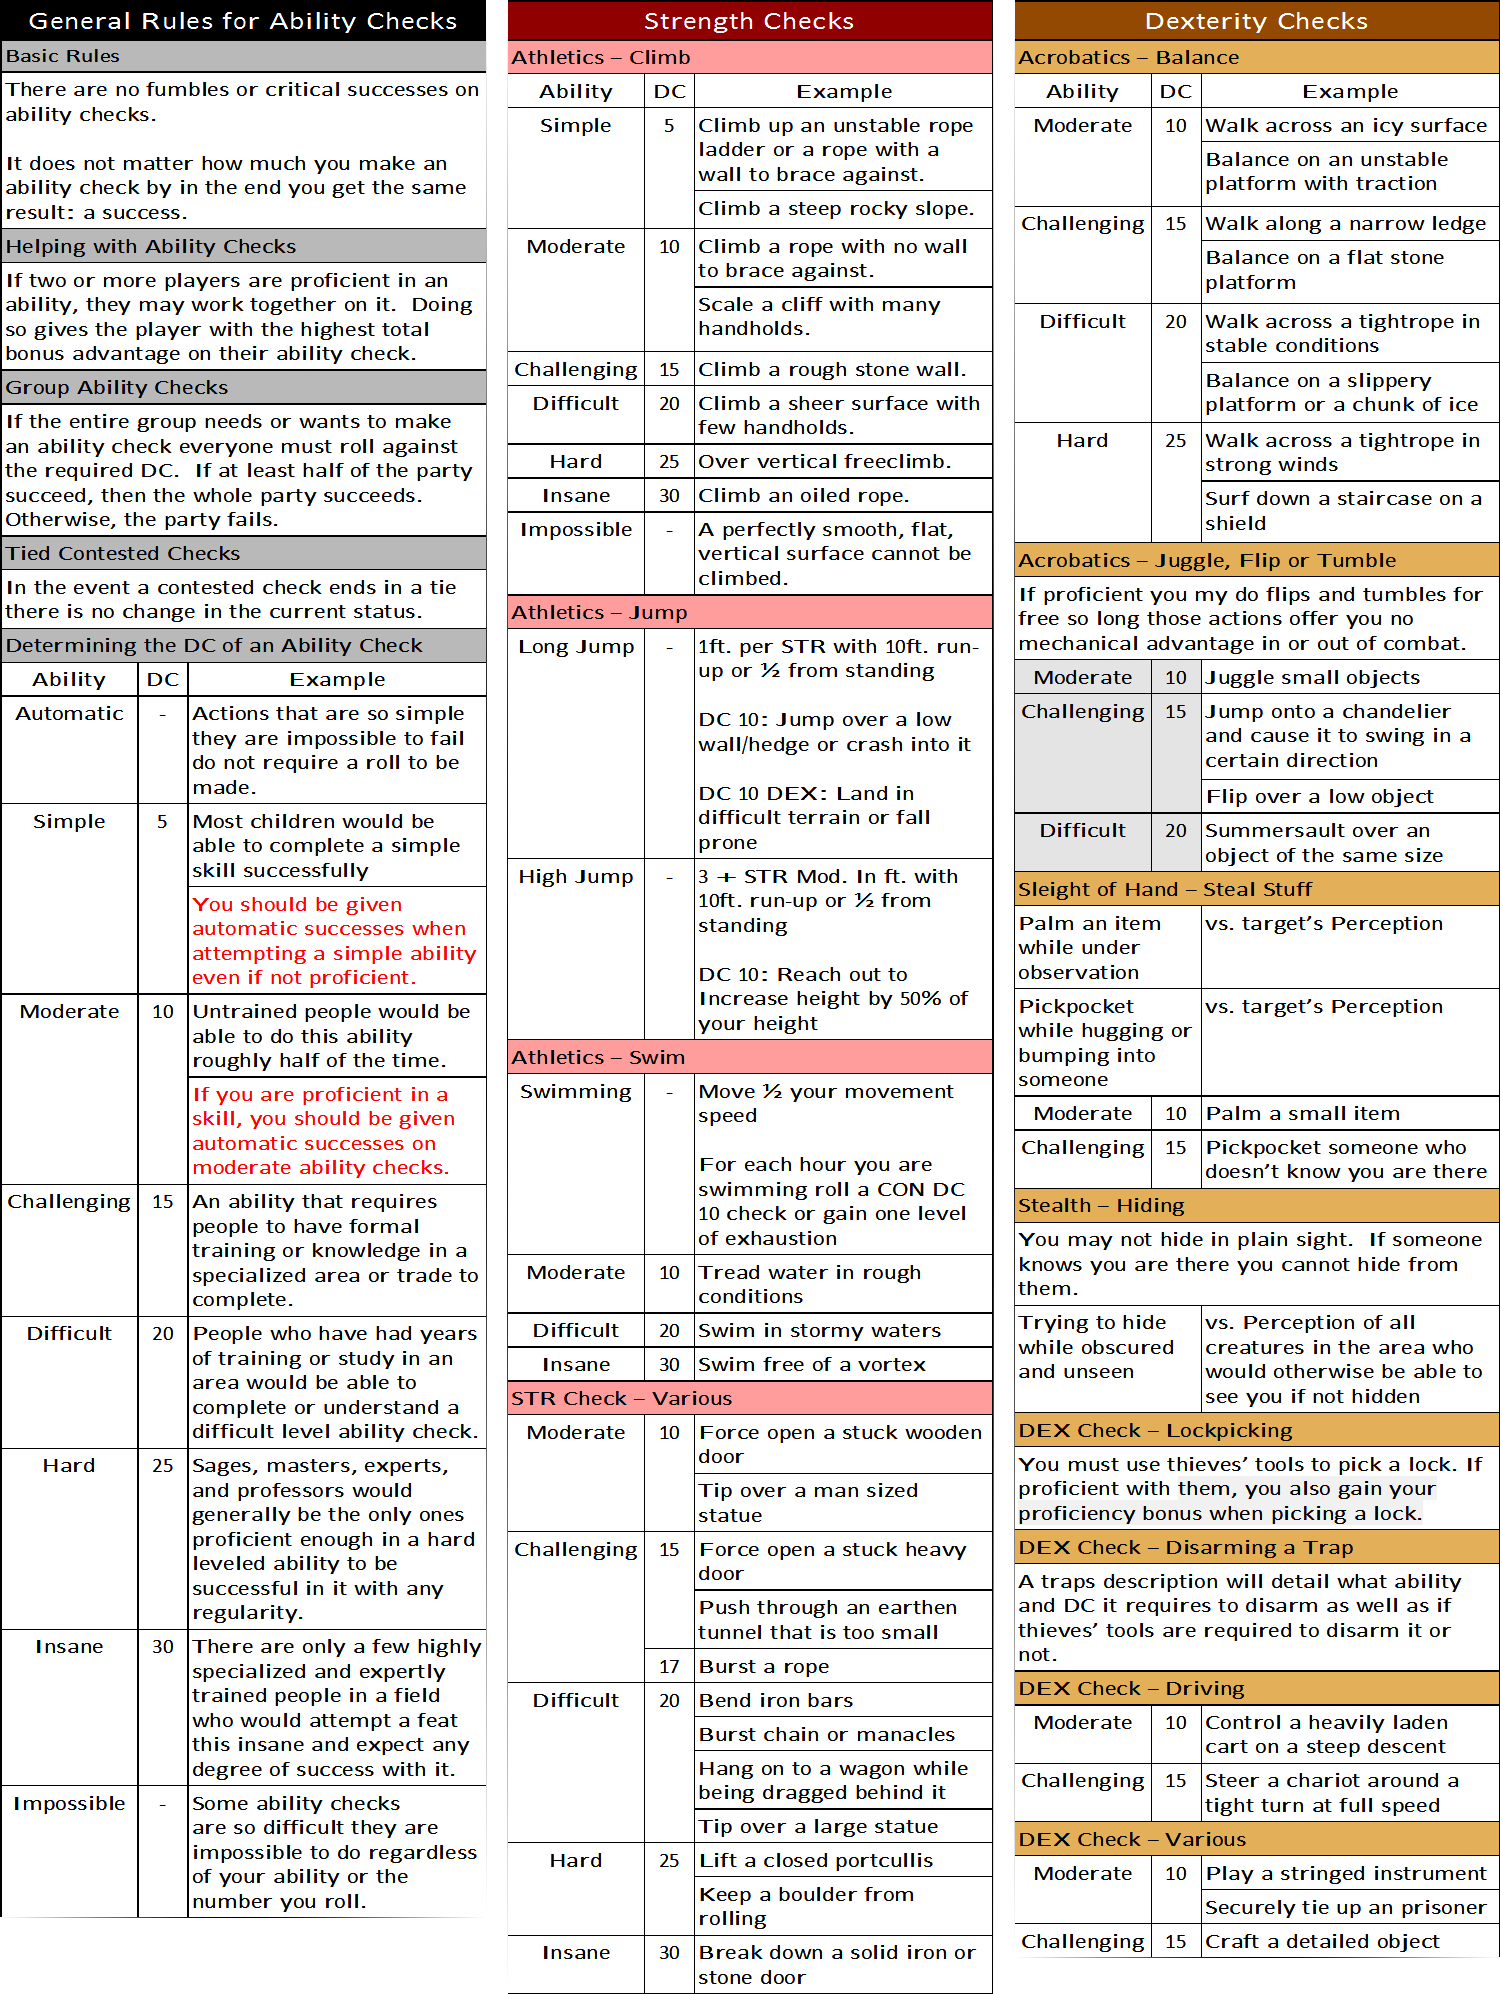 General Rules for Ability Checks
Basic Rules
There are no fumbles or critical successes on
ability checks.
It does not matter how much you make an
ability check by in the end you get the same
result: a success.
Helping with Ability Checks
If two or more players are proficient in an
ability, they may work together on it.  Doing
so gives the player with the highest total
bonus advantage on their ability check.
Group Ability Checks
If the entire group needs or wants to make
an ability check everyone must roll against
the required DC.  If at least half of the party
succeed, then the whole party succeeds.
Otherwise, the party fails.
Tied Contested Checks
In the event a contested check ends in a tie
there is no change in the current status.
Determining the DC of an Ability Check
Ability DC Example
Automatic - Actions that are so simple
they are impossible to fail
do not require a roll to be
made.
Simple 5 Most children would be
able to complete a simple
skill successfully
You should be given
automatic successes when
attempting a simple ability
even if not proficient.
Moderate 10 Untrained people would be
able to do this ability
roughly half of the time.
If you are proficient in a
skill, you should be given
automatic successes on
moderate ability checks.
Challenging 15 An ability that requires
people to have formal
training or knowledge in a
specialized area or trade to
complete.
Difficult 20 People who have had years
of training or study in an
area would be able to
complete or understand a
difficult level ability check.
Hard 25 Sages, masters, experts,
and professors would
generally be the only ones
proficient enough in a hard
leveled ability to be
successful in it with any
regularity.
Insane 30 There are only a few highly
specialized and expertly
trained people in a field
who would attempt a feat
this insane and expect any
degree of success with it.
Impossible - Some ability checks
are so difficult they are
impossible to do regardless
of your ability or the
number you roll.
Strength Checks
Athletics – Climb
Ability DC Example
Simple 5 Climb up an unstable rope
ladder or a rope with a
wall to brace against.
Climb a steep rocky slope.
Moderate 10 Climb a rope with no wall
to brace against.
Scale a cliff with many
handholds.
Challenging 15 Climb a rough stone wall.
Difficult 20 Climb a sheer surface with
few handholds.
Hard 25 Over vertical freeclimb.
Insane 30 Climb an oiled rope.
Impossible - A perfectly smooth, flat,
vertical surface cannot be
climbed.
Athletics – Jump
Long Jump - 1ft. per STR with 10ft. run-
up or ½ from standing
DC 10: Jump over a low
wall/hedge or crash into it
DC 10 DEX: Land in
difficult terrain or fall
prone
High Jump - 3 + STR Mod. In ft. with
10ft. run-up or ½ from
standing
DC 10: Reach out to
Increase height by 50% of
your height
Athletics – Swim
Swimming - Move ½ your movement
speed
For each hour you are
swimming roll a CON DC
10 check or gain one level
of exhaustion
Moderate 10 Tread water in rough
conditions
Difficult 20 Swim in stormy waters
Insane 30 Swim free of a vortex
STR Check – Various
Moderate 10 Force open a stuck wooden
door
Tip over a man sized
statue
Challenging 15 Force open a stuck heavy
door
Push through an earthen
tunnel that is too small
17 Burst a rope
Difficult 20 Bend iron bars
Burst chain or manacles
Hang on to a wagon while
being dragged behind it
Tip over a large statue
Hard 25 Lift a closed portcullis
Keep a boulder from
rolling
Insane 30 Break down a solid iron or
stone door
Dexterity Checks
Acrobatics – Balance
Ability DC Example
Moderate 10 Walk across an icy surface
Balance on an unstable
platform with traction
Challenging 15 Walk along a narrow ledge
Balance on a flat stone
platform
Difficult 20 Walk across a tightrope in
stable conditions
Balance on a slippery
platform or a chunk of ice
Hard 25 Walk across a tightrope in
strong winds
Surf down a staircase on a
shield
Acrobatics – Juggle, Flip or Tumble
If proficient you my do flips and tumbles for
free so long those actions offer you no
mechanical advantage in or out of combat.
Moderate 10 Juggle small objects
Challenging 15 Jump onto a chandelier
and cause it to swing in a
certain direction
Flip over a low object
Difficult 20 Summersault over an
object of the same size
Sleight of Hand – Steal Stuff
Palm an item vs. target's Perception
while under
observation
Pickpocket vs. target's Perception
while hugging or
bumping into
someone
Moderate 10 Palm a small item
Challenging 15 Pickpocket someone who
doesn't know you are there
Stealth – Hiding
You may not hide in plain sight.  If someone
knows you are there you cannot hide from
them.
Trying to hide vs. Perception of all
while obscured creatures in the area who
and unseen would otherwise be able to
see you if not hidden
DEX Check – Lockpicking
You must use thieves' tools to pick a lock. If
proficient with them, you also gain your
proficiency bonus when picking a lock.
DEX Check – Disarming a Trap
A traps description will detail what ability
and DC it requires to disarm as well as if
thieves' tools are required to disarm it or
not.
DEX Check – Driving
Moderate 10 Control a heavily laden
cart on a steep descent
Challenging 15 Steer a chariot around a
tight turn at full speed
DEX Check – Various
Moderate 10 Play a stringed instrument
Securely tie up an prisoner
Challenging 15 Craft a detailed object